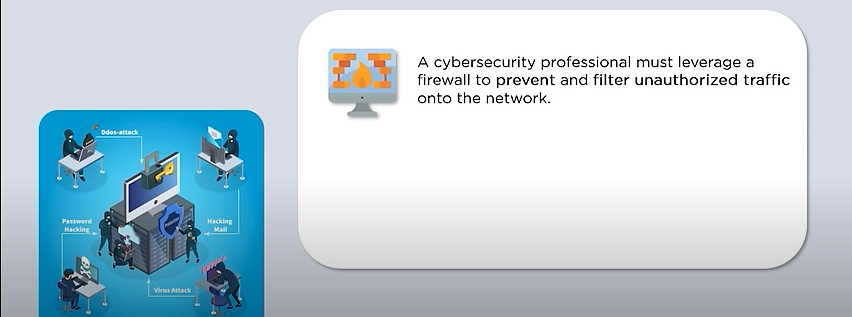 A cybersecurity professional must leverage a
firewall to prevent and filter unauthorized traffic
onto the network.
Ddos-attack
Password
Hacking
Hacking
Mail
Virus Attack